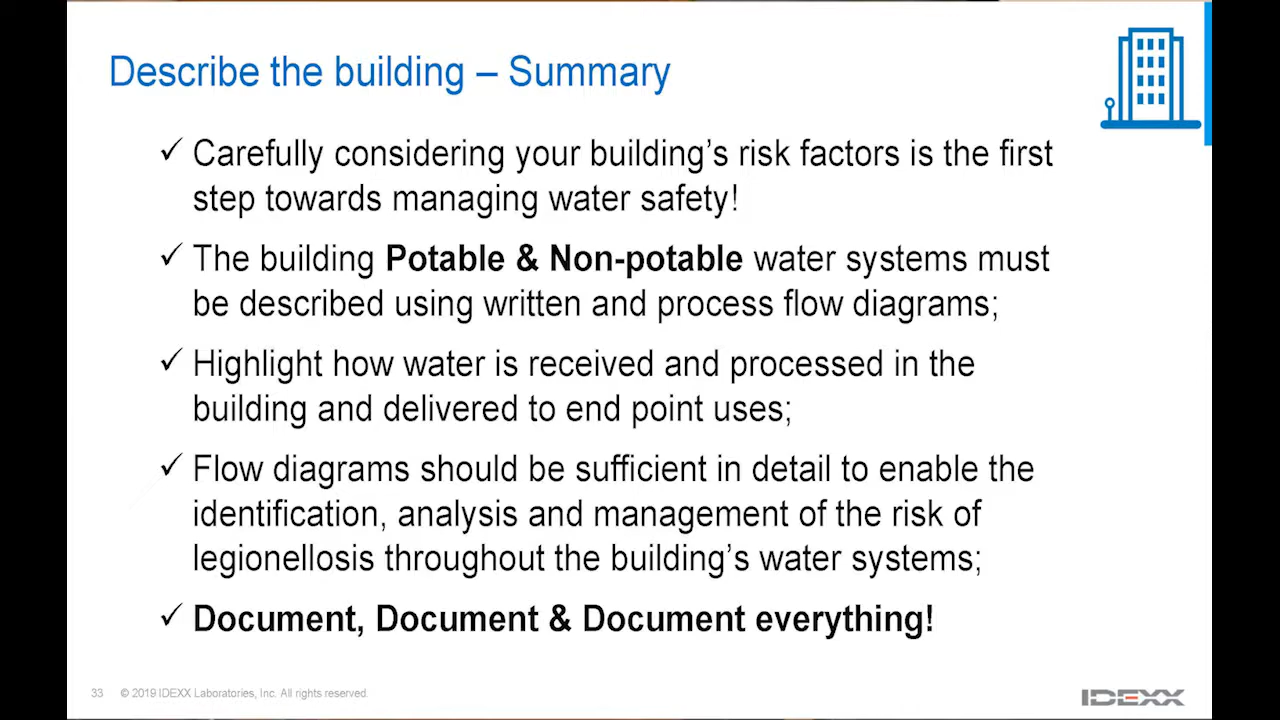 Describe the building – Summary
✓ Carefully considering your building’s risk factors is the first
step towards managing water safety!
✓ The building Potable & Non-potable water systems must
be described using written and process flow diagrams;
✓ Highlight how water is received and processed in the
building and delivered to end point uses;
✓ Flow diagrams should be sufficient in detail to enable the
identification, analysis and management of the risk of
legionellosis throughout the building’s water systems;
✓ Document, Document & Document everything!
33 © 2019 IDEXX Laboratories, Inc. All rights reserved.
IDEXX